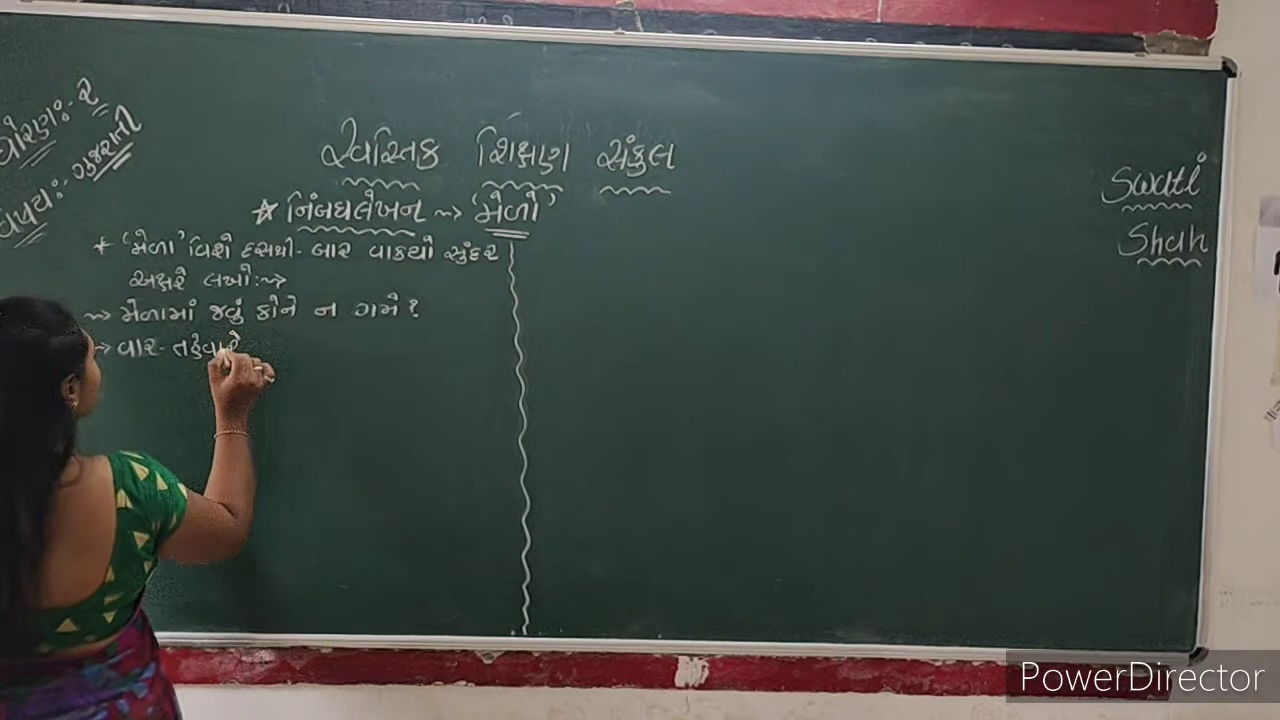 ધોરણઃ- ૨
વિષયઃ- ગુજરાતી
સ્વસ્તિક શિક્ષણ સંકુલ
* નિબંધલેખન → 'મેળો'
* 'મેળા' વિશે દસથી-બાર વાક્યો સુંદર
અક્ષરે લખોઃ→
→ મેળામાં જવું કોને ન ગમે?
→ વાર-તહેવારે
Swati
Shah
PowerDirector